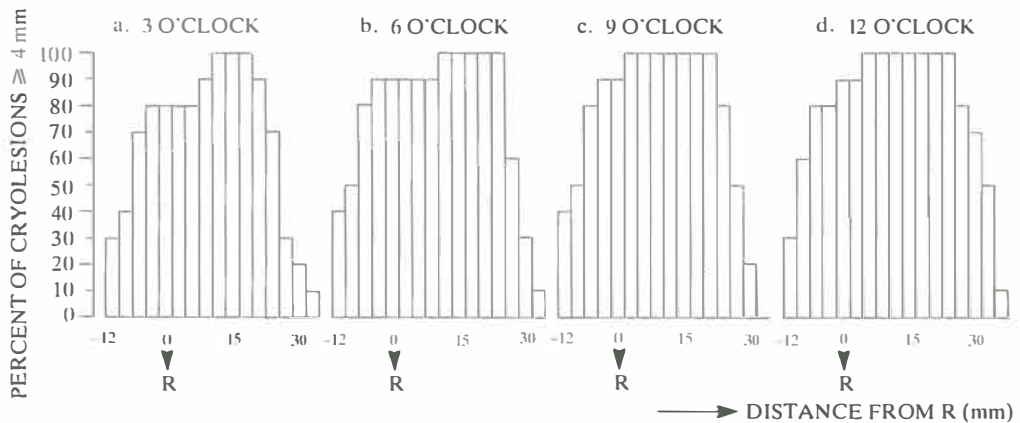 a. 3 O'CLOCK
b. 6 O'CLOCK
c. 9 O'CLOCK
d. 12 O'CLOCK
PERCENT OF CRYOLESIONS ⩾ 4 mm
100
90
80
70
60
50
40
30
20
10
0
-12 0 15 30 -12 0 15 30 -12 0 15 30 -12 0 15 30
R R R R
DISTANCE FROM R (mm)